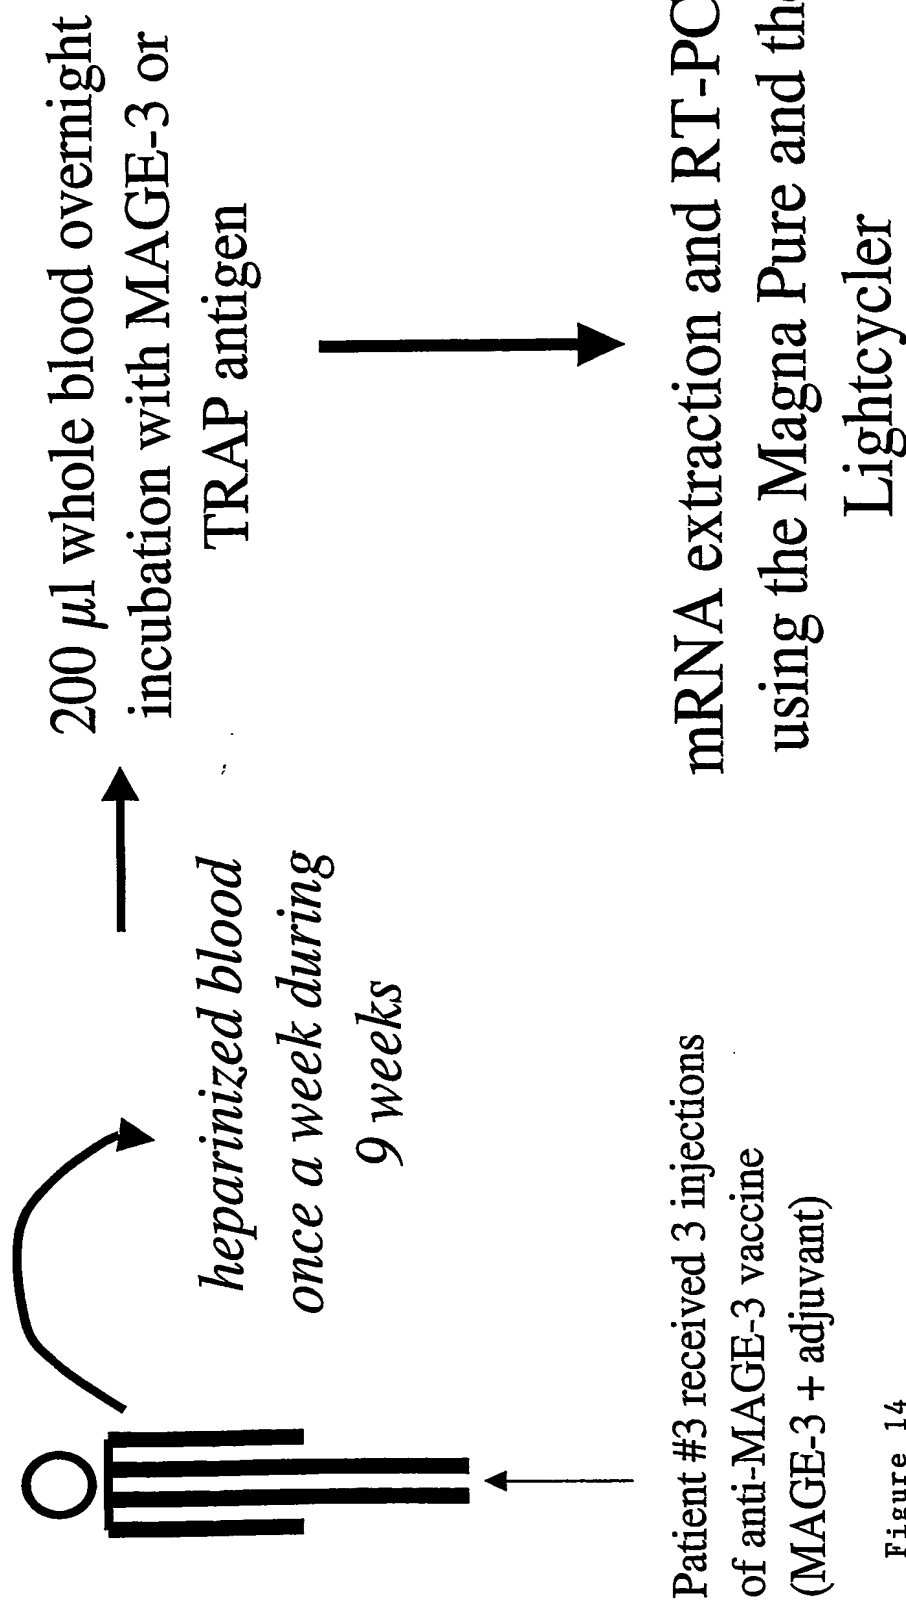 200 µl whole blood overnight
incubation with MAGE-3 or
TRAP antigen
heparinized blood
once a week during
9 weeks
mRNA extraction and RT-PC
using the Magna Pure and the
Lightcycler
Patient #3 received 3 injections
of anti-MAGE-3 vaccine
(MAGE-3 + adjuvant)
Figure 14